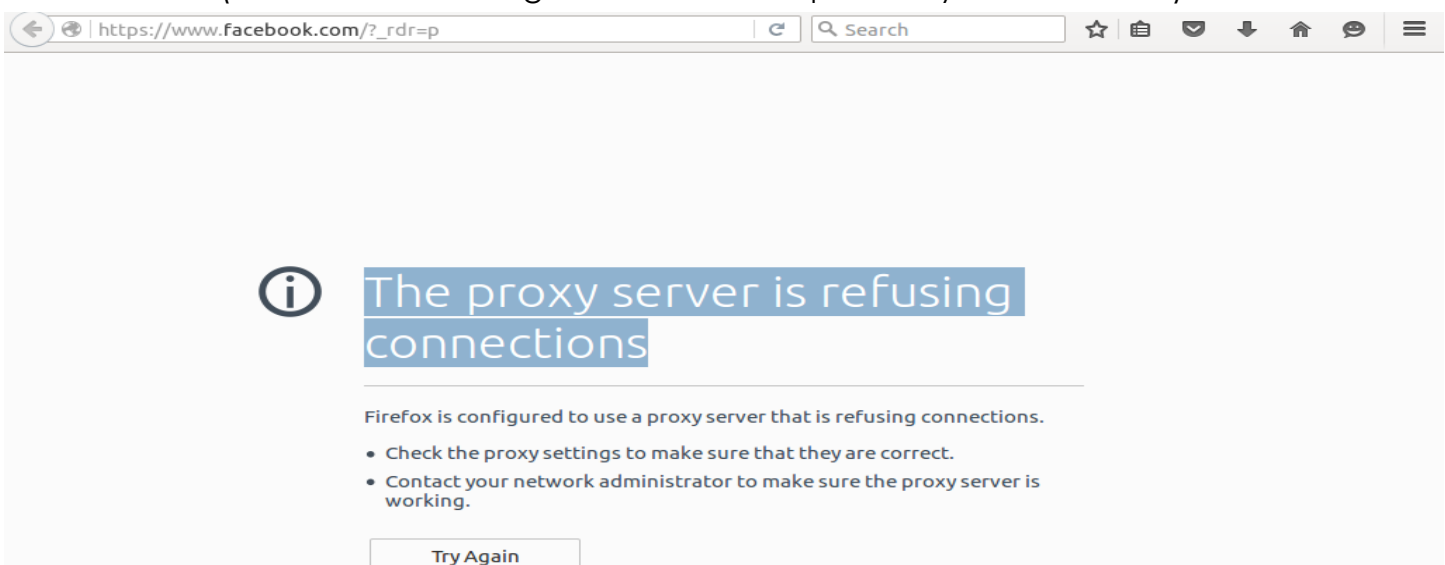 https://www.facebook.com/?_rdr=p Search
The proxy server is refusing
connections
Firefox is configured to use a proxy server that is refusing connections.
• Check the proxy settings to make sure that they are correct.
• Contact your network administrator to make sure the proxy server is
working.
Try Again